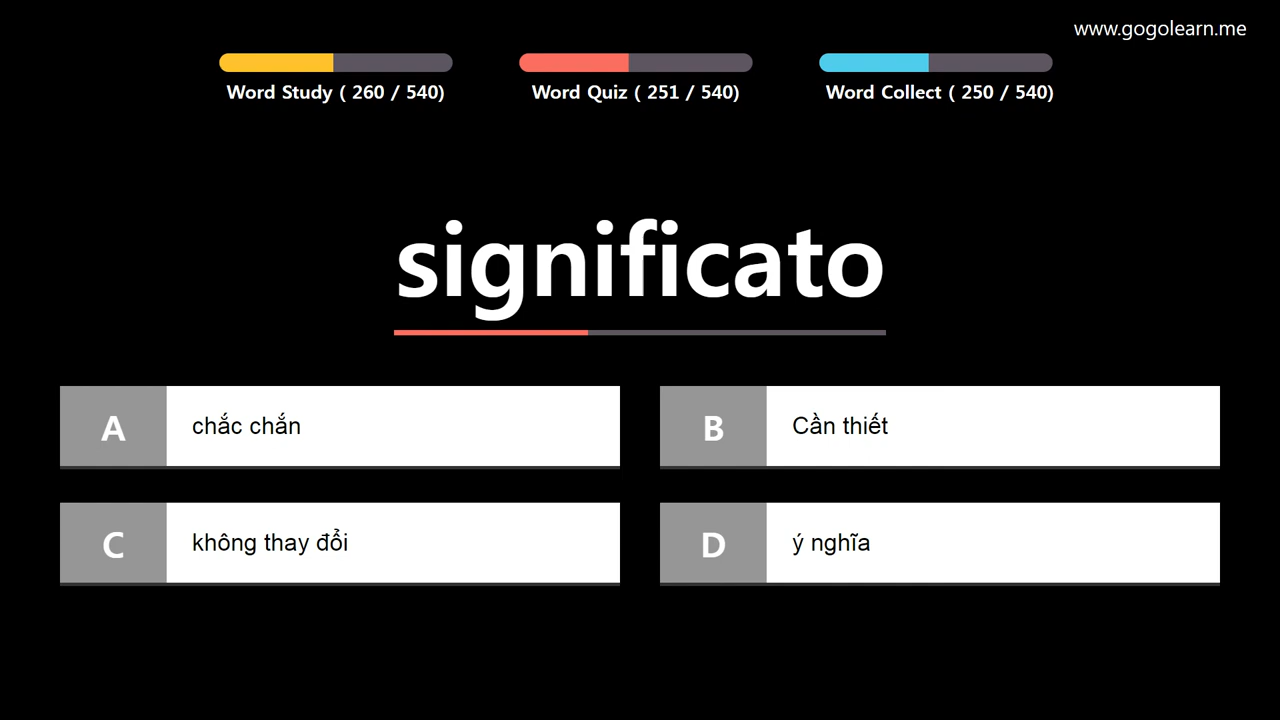 www.gogolearn.me
Word Study ( 260 / 540)
Word Quiz ( 251 / 540)
Word Collect ( 250 / 540)
significato
A
chắc chắn
B
Cần thiết
C
không thay đổi
D
ý nghĩa